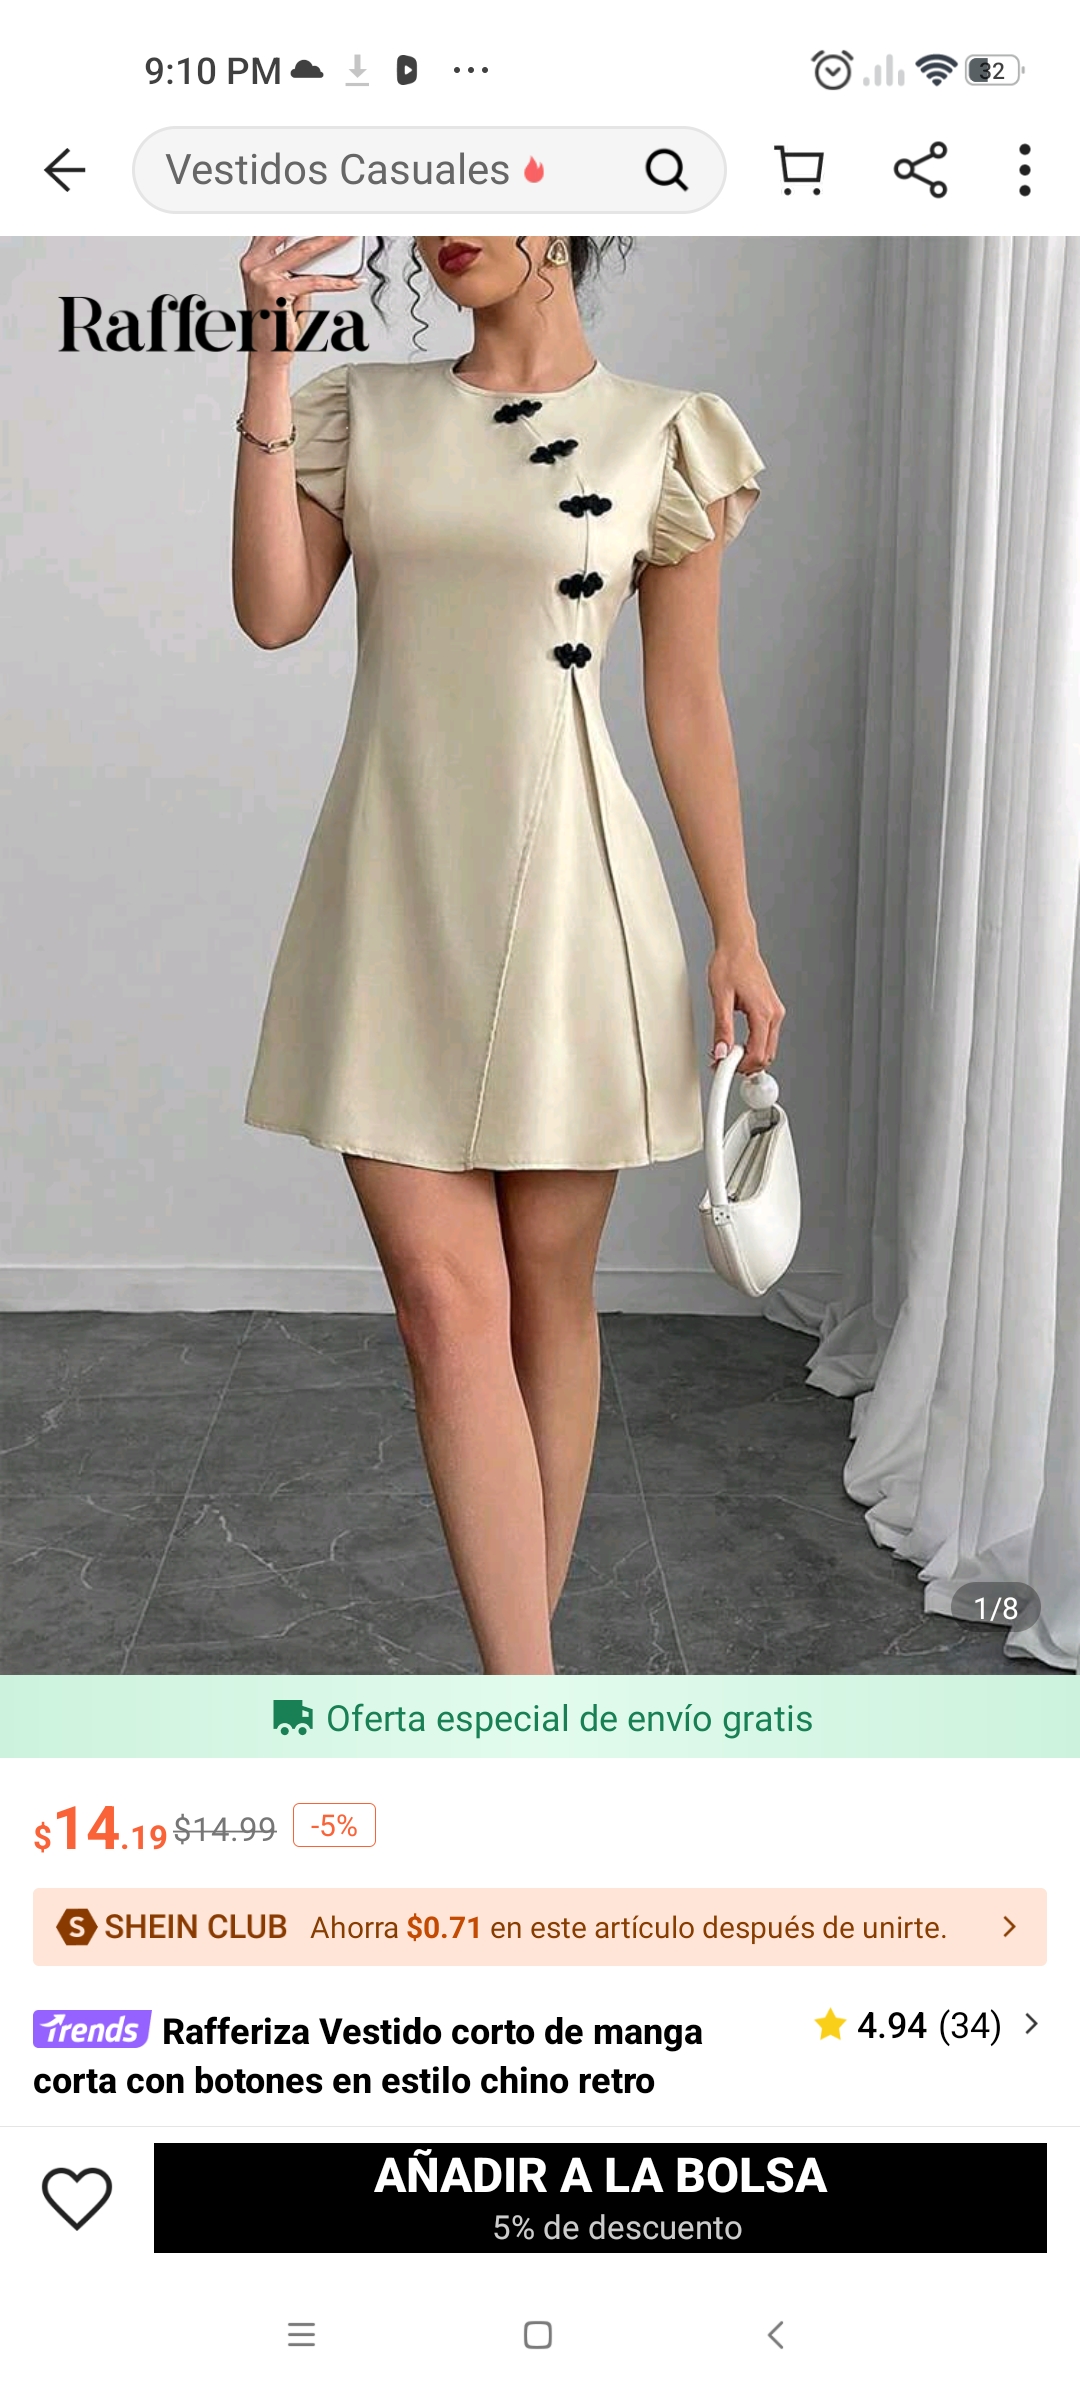 9:10 PM
32
Vestidos Casuales
Rafferiza
1/8
Oferta especial de envío gratis
$14.19 $14.99 -5%
S SHEIN CLUB Ahorra $0.71 en este artículo después de unirte.
Trends Rafferiza Vestido corto de manga
corta con botones en estilo chino retro
4.94 (34)
AÑADIR A LA BOLSA
5% de descuento